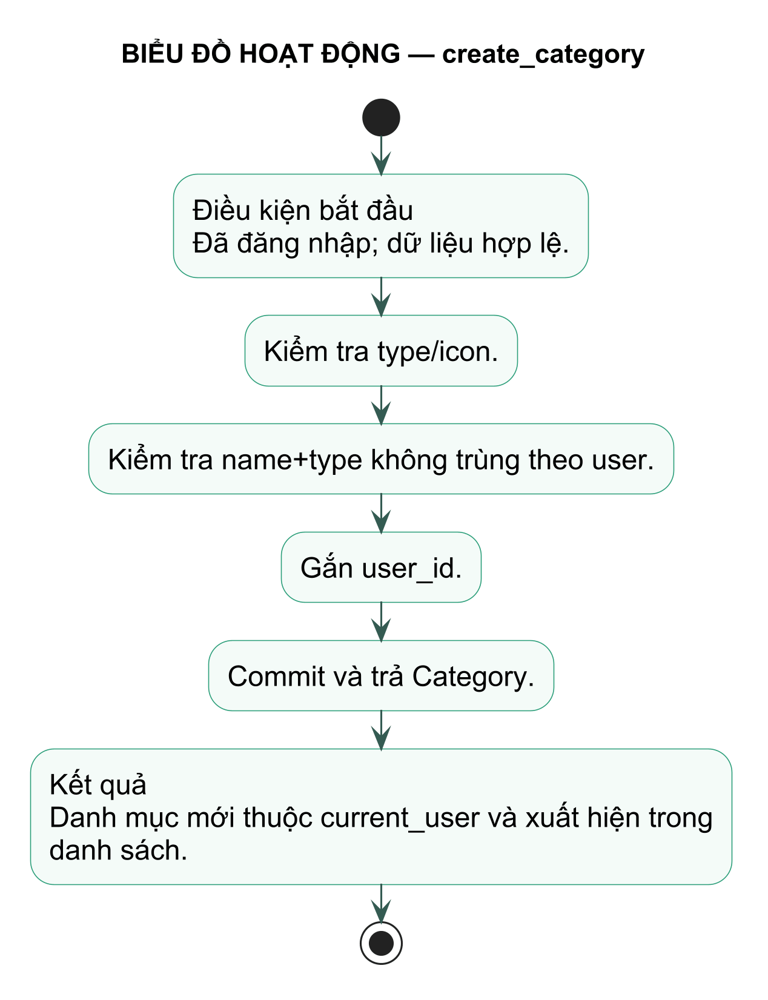 BIỂU ĐỒ HOẠT ĐỘNG — create_category
Điều kiện bắt đầu
Đã đăng nhập; dữ liệu hợp lệ.
Kiểm tra type/icon.
Kiểm tra name+type không trùng theo user.
Gắn user_id.
Commit và trả Category.
Kết quả
Danh mục mới thuộc current_user và xuất hiện trong
danh sách.